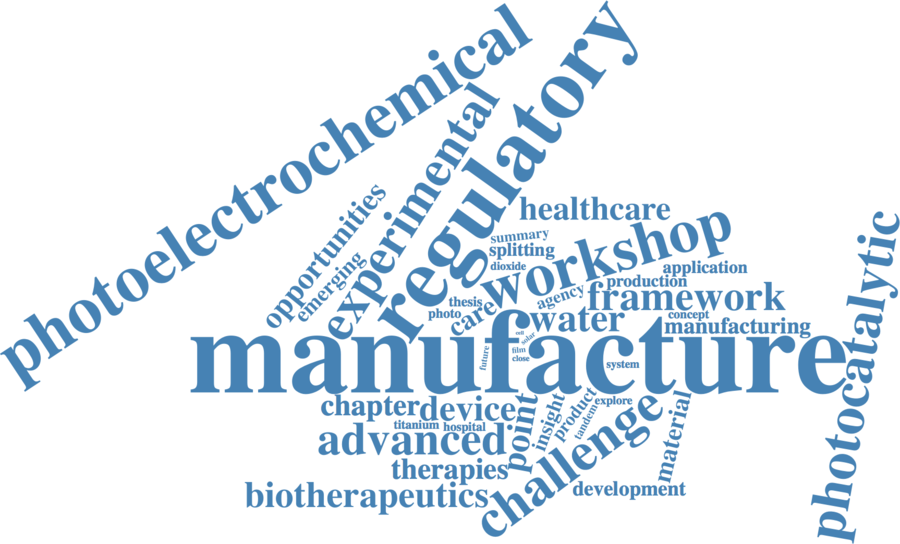 photoelectrochemical
regulatory
experimental
opportunities
emerging
healthcare
summary
splitting
dioxide
workshop
application
production
agency
framework
thesis
photo
care
water
concept
manufacturing
manufacture
photocatalytic
cell
solar
film
close
future
system
chapter
device
titanium
hospital
advanced
point
insight
product
tandem
explore
challenge
material
therapies
biotherapeutics
development